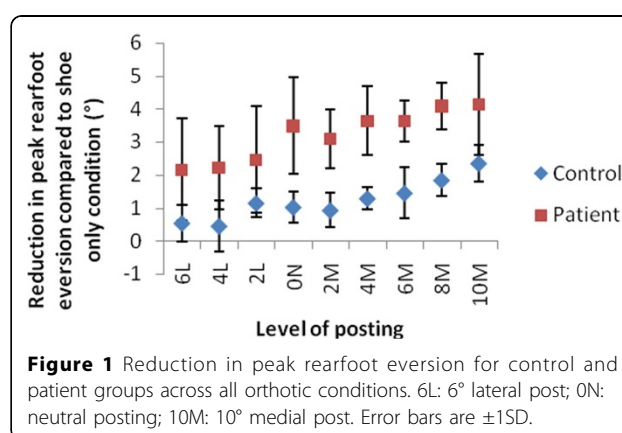 Reduction in peak rearfoot
eversion compared to shoe
only condition (°)
6
5
4
3
2
1
0
-1
6L
4L
2L
0N
2M
4M
6M
8M
10M
Level of posting
Control
Patient
Figure 1 Reduction in peak rearfoot eversion for control and
patient groups across all orthotic conditions. 6L: 6° lateral post; 0N:
neutral posting; 10M: 10° medial post. Error bars are ±1SD.